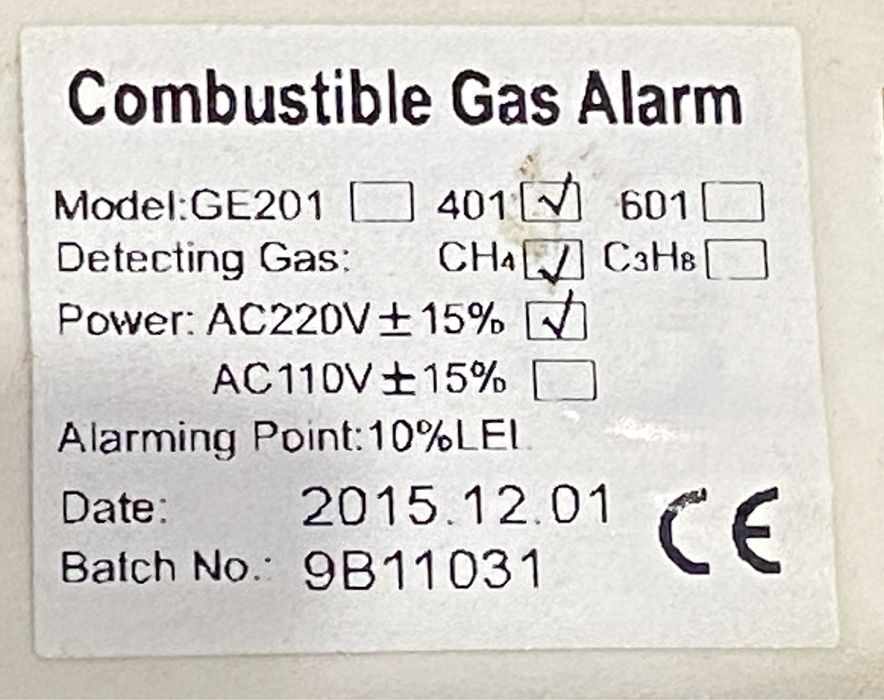 Combustible Gas Alarm
Model:GE201 ☐ 401 ☑ 601 ☐
Detecting Gas: CH₄ ☑ C₃H₈ ☐
Power: AC220V±15% ☑
AC110V±15% ☐
Alarming Point:10%LEL
Date: 2015.12.01
Batch No.: 9B11031
CE